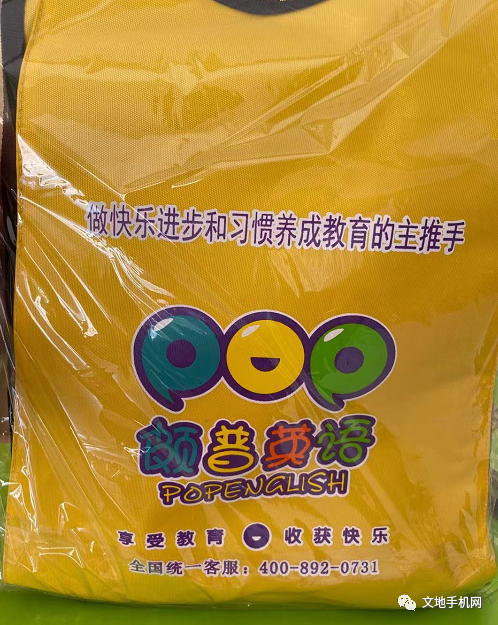 做快乐进步和习惯养成教育的主推手
POP
颇普英语
POPENGLISH
享受教育 收获快乐
全国统一客服：400-892-0731
文地手机网